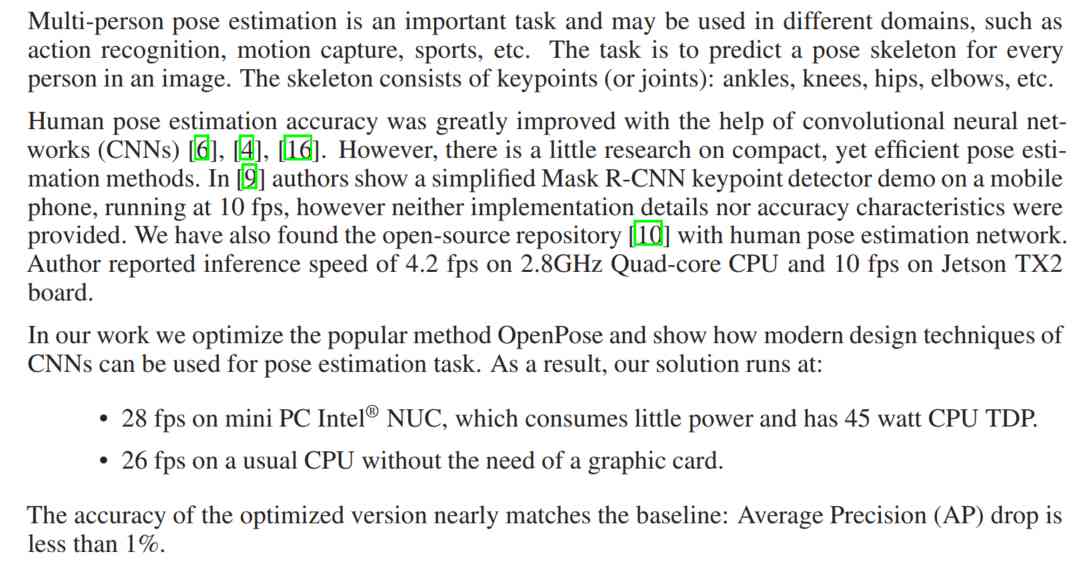 Multi-person pose estimation is an important task and may be used in different domains, such as
action recognition, motion capture, sports, etc. The task is to predict a pose skeleton for every
person in an image. The skeleton consists of keypoints (or joints): ankles, knees, hips, elbows, etc.
Human pose estimation accuracy was greatly improved with the help of convolutional neural net-
works (CNNs) [6], [4], [16]. However, there is a little research on compact, yet efficient pose esti-
mation methods. In [9] authors show a simplified Mask R-CNN keypoint detector demo on a mobile
phone, running at 10 fps, however neither implementation details nor accuracy characteristics were
provided. We have also found the open-source repository [10] with human pose estimation network.
Author reported inference speed of 4.2 fps on 2.8GHz Quad-core CPU and 10 fps on Jetson TX2
board.
In our work we optimize the popular method OpenPose and show how modern design techniques of
CNNs can be used for pose estimation task. As a result, our solution runs at:
• 28 fps on mini PC Intel® NUC, which consumes little power and has 45 watt CPU TDP.
• 26 fps on a usual CPU without the need of a graphic card.
The accuracy of the optimized version nearly matches the baseline: Average Precision (AP) drop is
less than 1%.